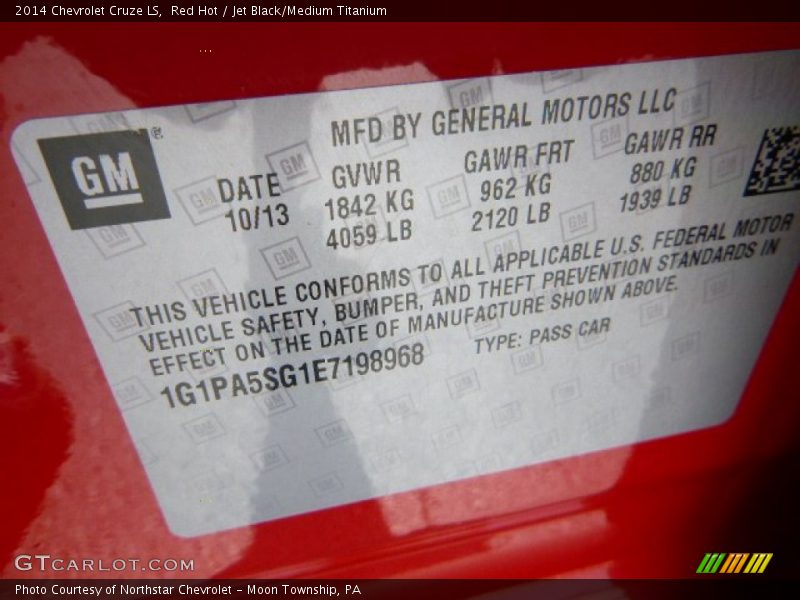 2014 Chevrolet Cruze LS,  Red Hot / Jet Black/Medium Titanium
...
MFD BY GENERAL MOTORS LLC
GM®
DATE GVWR GAWR FRT GAWR RR
10/13 1842 KG 962 KG 880 KG
4059 LB 2120 LB 1939 LB
THIS VEHICLE CONFORMS TO ALL APPLICABLE U.S. FEDERAL MOTOR
VEHICLE SAFETY, BUMPER, AND THEFT PREVENTION STANDARDS IN
EFFECT ON THE DATE OF MANUFACTURE SHOWN ABOVE.
1G1PA5SG1E7198968 TYPE: PASS CAR
GTCARLOT.COM
Photo Courtesy of Northstar Chevrolet - Moon Township, PA